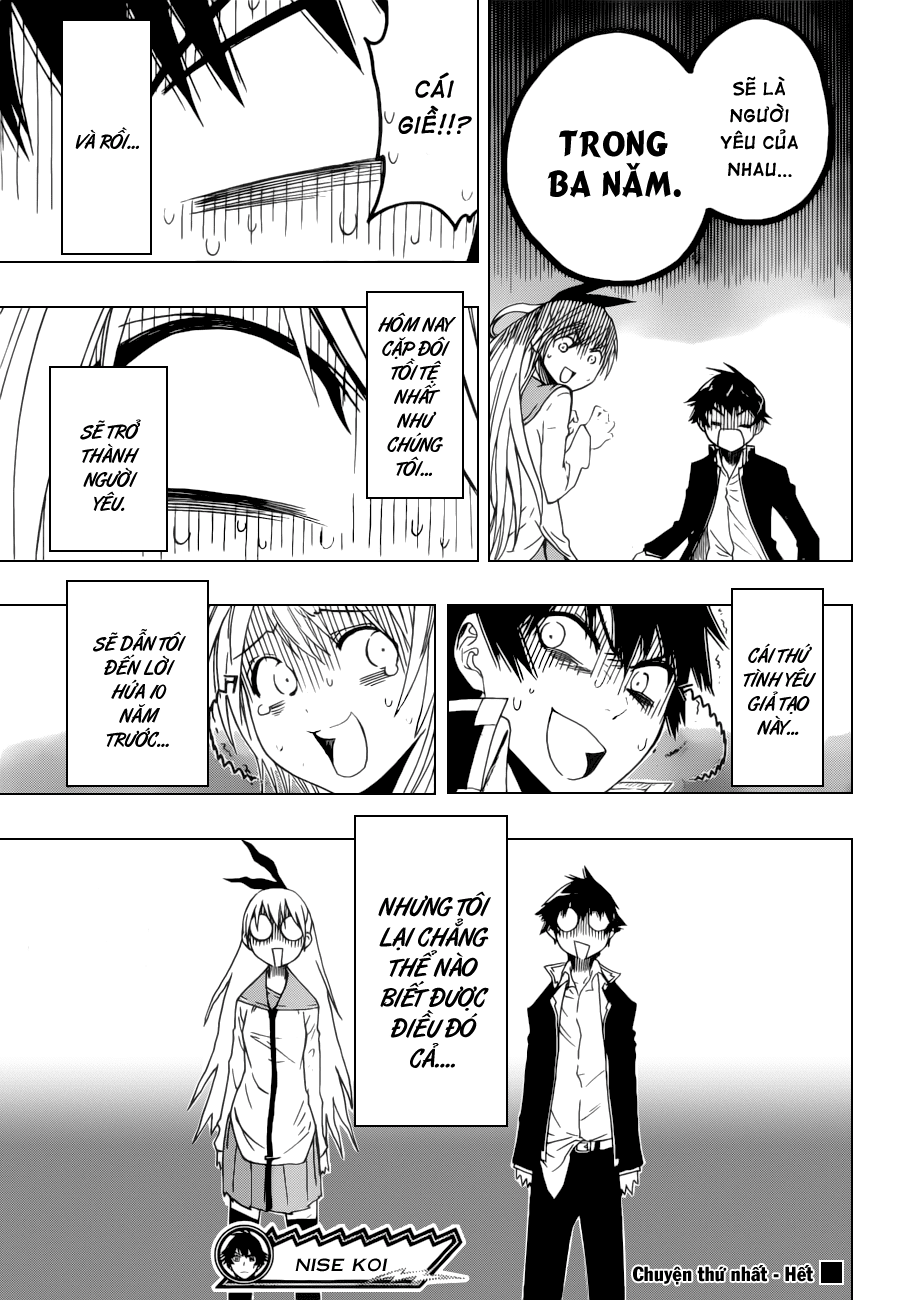 SẼ LÀ
NGƯỜI
YÊU CỦA
NHAU...
TRONG
BA NĂM.
CÁI
GIỀ!!?
VÀ RỒI...
HÔM NAY
CẶP ĐÔI
TỒI TỆ
NHẤT
NHƯ
CHÚNG
TÔI...
SẼ TRỞ
THÀNH
NGƯỜI
YÊU.
CÁI THỨ
TÌNH YÊU
GIẢ TẠO
NÀY...
SẼ DẪN TÔI
ĐẾN LỜI
HỨA 10
NĂM
TRƯỚC...
NHƯNG TÔI
LẠI CHẲNG
THỂ NÀO
BIẾT ĐƯỢC
ĐIỀU ĐÓ
CẢ....
NISE KOI
Chuyện thứ nhất - Hết